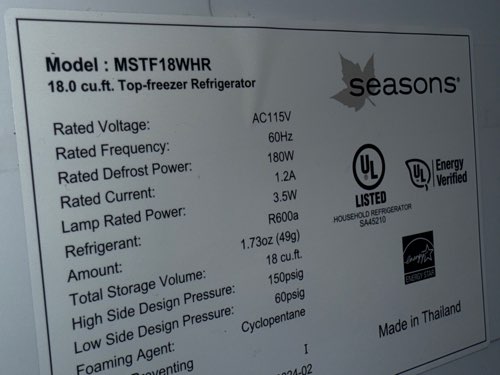 Model : MSTF18WHR
18.0 cu.ft. Top-freezer Refrigerator
seasons®
Rated Voltage: AC115V
Rated Frequency: 60Hz
Rated Defrost Power: 180W
Rated Current: 1.2A
Lamp Rated Power: 3.5W
Refrigerant: R600a
Amount: 1.73oz (49g)
Total Storage Volume: 18 cu.ft.
High Side Design Pressure: 150psig
Low Side Design Pressure: 60psig
Foaming Agent: Cyclopentane
Preventing I
UL
LISTED
HOUSEHOLD REFRIGERATOR
SA45210
UL Energy
Verified
energy
ENERGY STAR
Made in Thailand